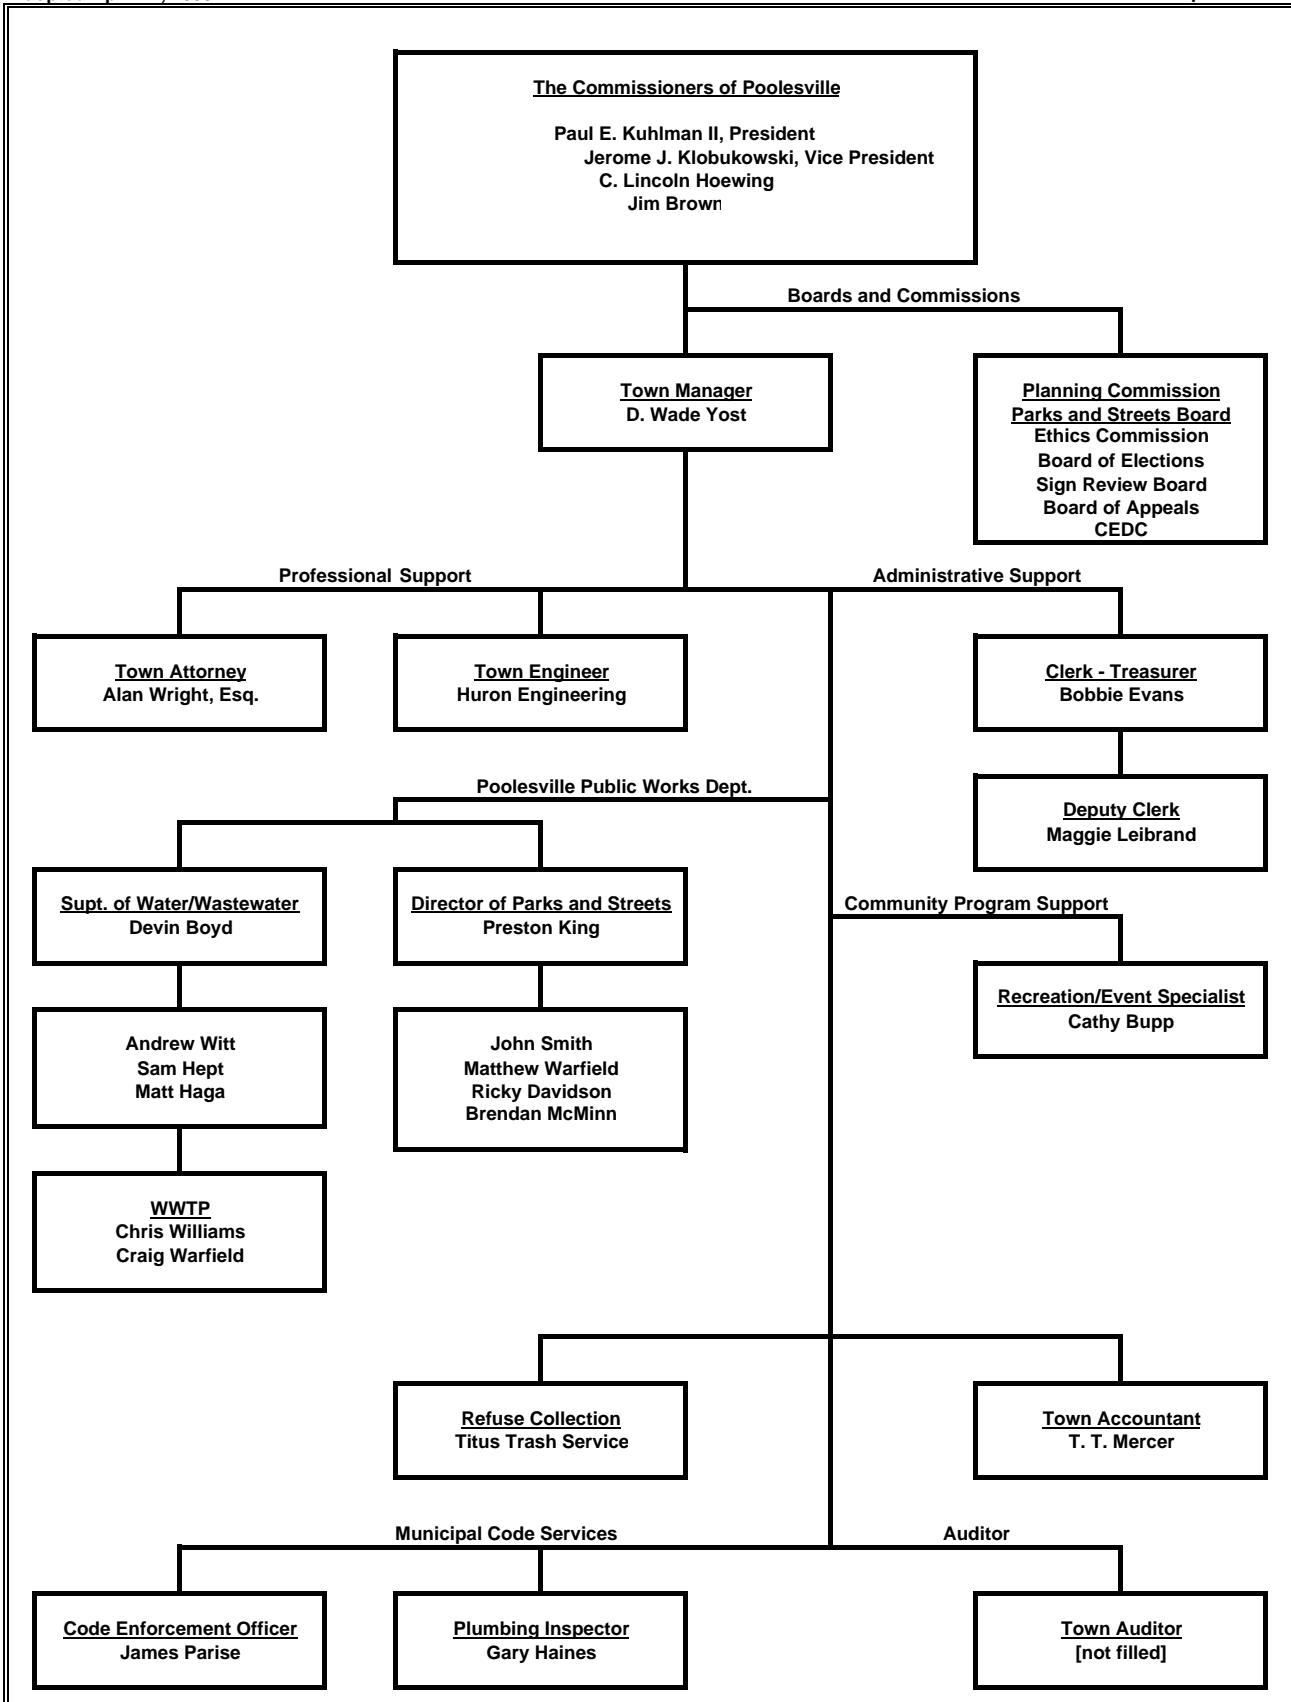 The Commissioners of Poolesville
Paul E. Kuhlman II, President
Jerome J. Klobukowski, Vice President
C. Lincoln Hoewing
Jim Brown
Boards and Commissions
Town Manager
D. Wade Yost
Planning Commission
Parks and Streets Board
Ethics Commission
Board of Elections
Sign Review Board
Board of Appeals
CEDC
Professional Support
Administrative Support
Town Attorney
Alan Wright, Esq.
Town Engineer
Huron Engineering
Clerk - Treasurer
Bobbie Evans
Poolesville Public Works Dept.
Deputy Clerk
Maggie Leibrand
Supt. of Water/Wastewater
Devin Boyd
Director of Parks and Streets
Preston King
Community Program Support
Recreation/Event Specialist
Cathy Bupp
Andrew Witt
Sam Hept
Matt Haga
John Smith
Matthew Warfield
Ricky Davidson
Brendan McMinn
WWTP
Chris Williams
Craig Warfield
Refuse Collection
Titus Trash Service
Town Accountant
T. T. Mercer
Municipal Code Services
Auditor
Code Enforcement Officer
James Parise
Plumbing Inspector
Gary Haines
Town Auditor
[not filled]